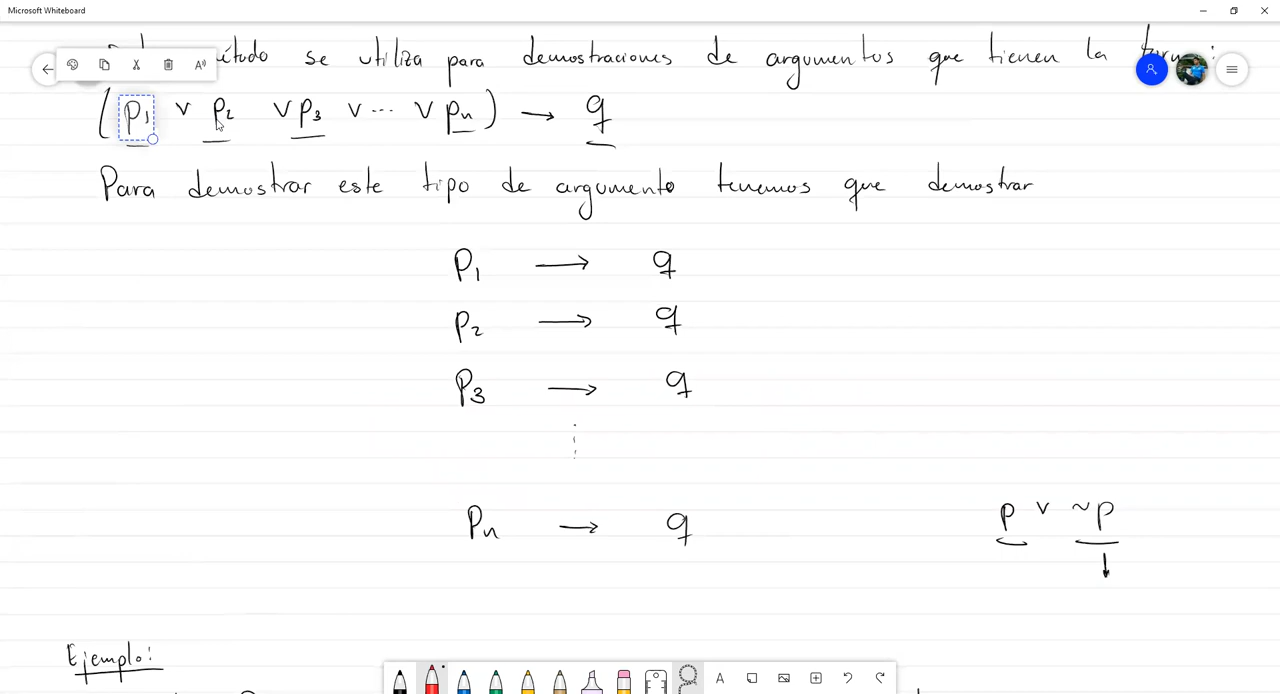 Microsoft Whiteboard
se utiliza para demostraciones de argumentos que tienen la
(p₁ ∨ p₂ ∨ p₃ ∨ ... ∨ pₙ) → q
Para demostrar este tipo de argumento tenemos que demostrar
P₁ → q
P₂ → q
P₃ → q
⋮
Pₙ → q
p ∨ ~p
↓
Ejemplo: